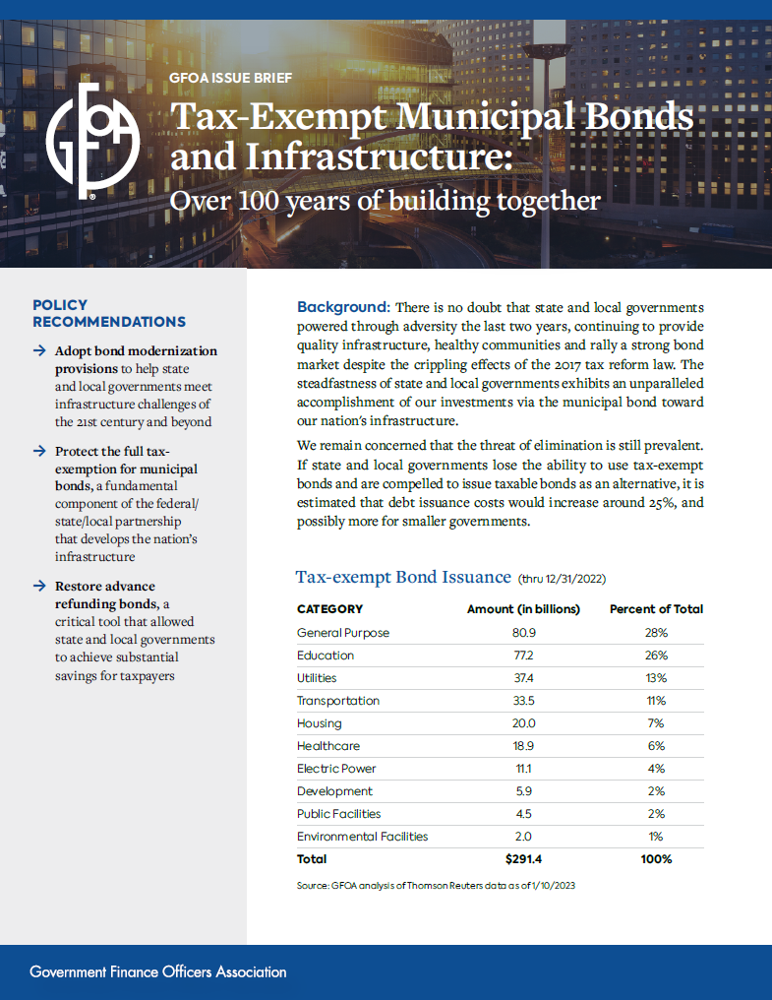 GFOA ISSUE BRIEF
GFOA
®
Tax-Exempt Municipal Bonds
and Infrastructure:
Over 100 years of building together
POLICY
RECOMMENDATIONS
→ Adopt bond modernization
provisions to help state
and local governments meet
infrastructure challenges of
the 21st century and beyond
→ Protect the full tax-
exemption for municipal
bonds, a fundamental
component of the federal/
state/local partnership
that develops the nation's
infrastructure
→ Restore advance
refunding bonds, a
critical tool that allowed
state and local governments
to achieve substantial
savings for taxpayers
Background: There is no doubt that state and local governments
powered through adversity the last two years, continuing to provide
quality infrastructure, healthy communities and rally a strong bond
market despite the crippling effects of the 2017 tax reform law. The
steadfastness of state and local governments exhibits an unparalleled
accomplishment of our investments via the municipal bond toward
our nation's infrastructure.
We remain concerned that the threat of elimination is still prevalent.
If state and local governments lose the ability to use tax-exempt
bonds and are compelled to issue taxable bonds as an alternative, it is
estimated that debt issuance costs would increase around 25%, and
possibly more for smaller governments.
Tax-exempt Bond Issuance (thru 12/31/2022)
CATEGORY Amount (in billions) Percent of Total
General Purpose 80.9 28%
Education 77.2 26%
Utilities 37.4 13%
Transportation 33.5 11%
Housing 20.0 7%
Healthcare 18.9 6%
Electric Power 11.1 4%
Development 5.9 2%
Public Facilities 4.5 2%
Environmental Facilities 2.0 1%
Total $291.4 100%
Source: GFOA analysis of Thomson Reuters data as of 1/10/2023
Government Finance Officers Association